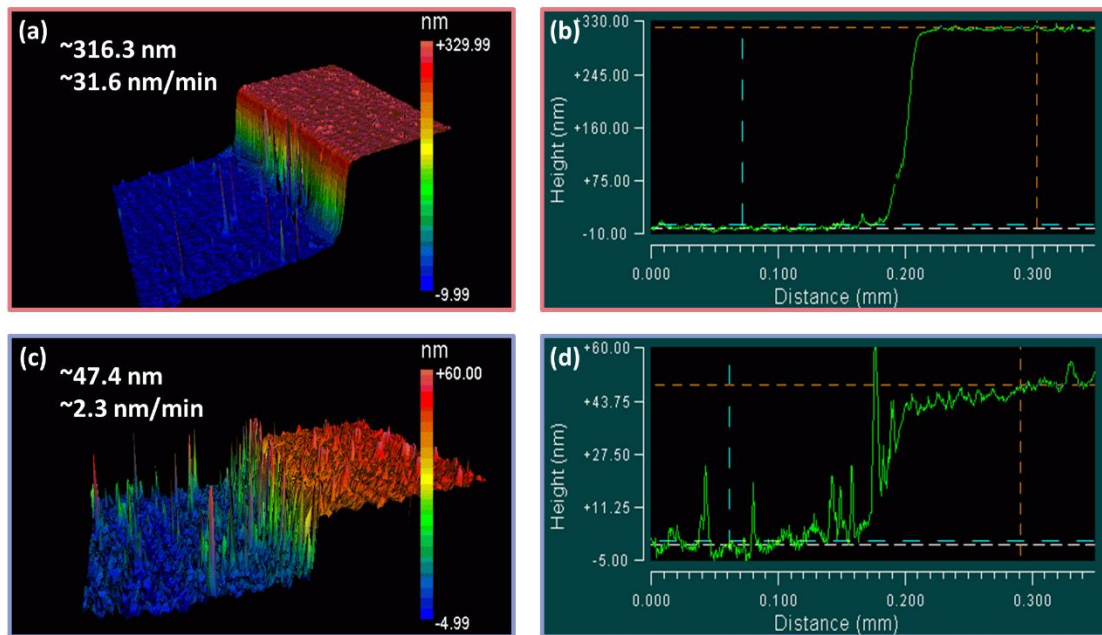 (a)
~316.3 nm
~31.6 nm/min
nm
+329.99
-9.99
(b)
+330.00
+245.00
+160.00
+75.00
-10.00
Height (nm)
0.000 0.100 0.200 0.300
Distance (mm)
(c)
~47.4 nm
~2.3 nm/min
nm
+60.00
-4.99
(d)
+60.00
+43.75
+27.50
+11.25
-5.00
Height (nm)
0.000 0.100 0.200 0.300
Distance (mm)